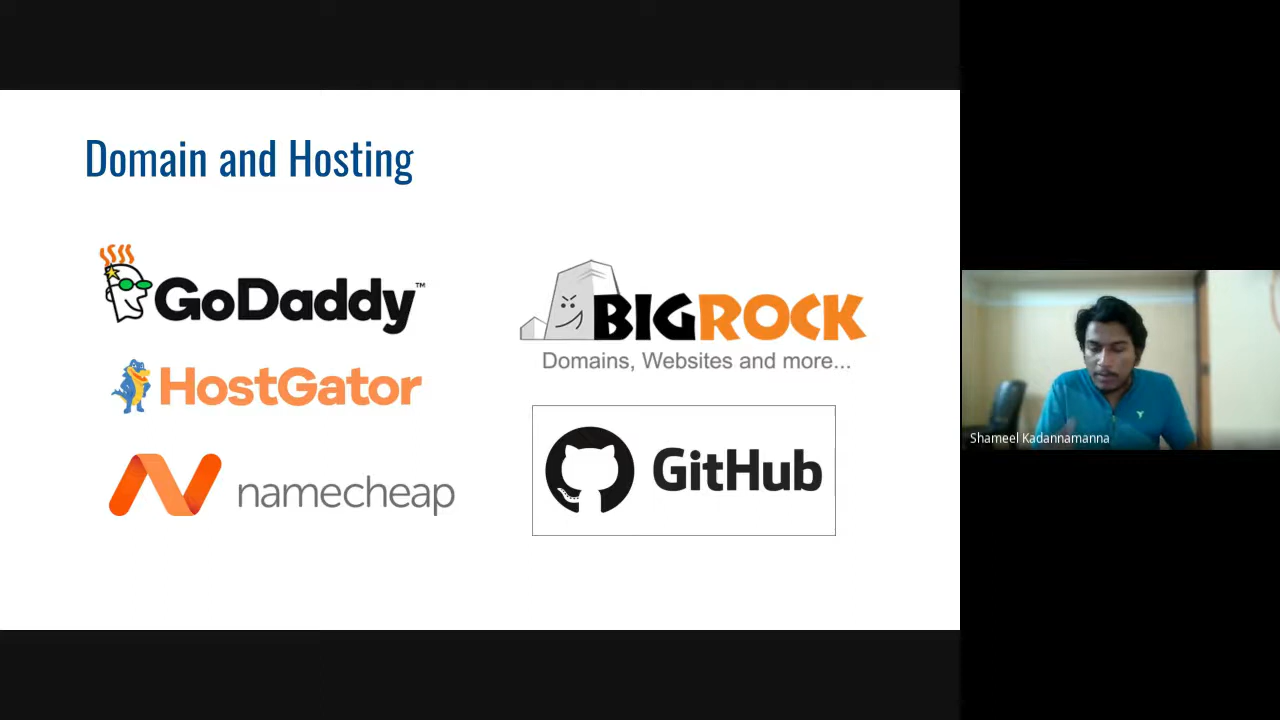 Domain and Hosting
GoDaddy™
HostGator
namecheap
BIGROCK
Domains, Websites and more...
GitHub
Shameel Kadannamanna